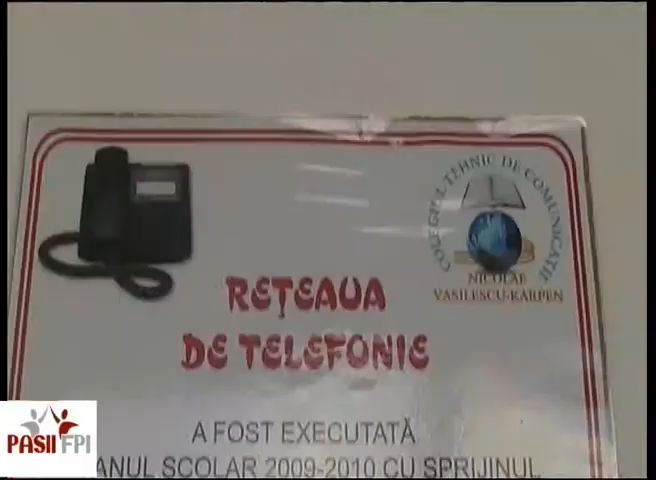 COLEGIUL TEHNIC DE COMUNICAȚII
NICOLAE
VASILESCU-KARPEN
REȚEAUA
DE TELEFONIE
A FOST EXECUTATĂ
ANUL SCOLAR 2009-2010 CU SPRIJINUL
PASII FPI